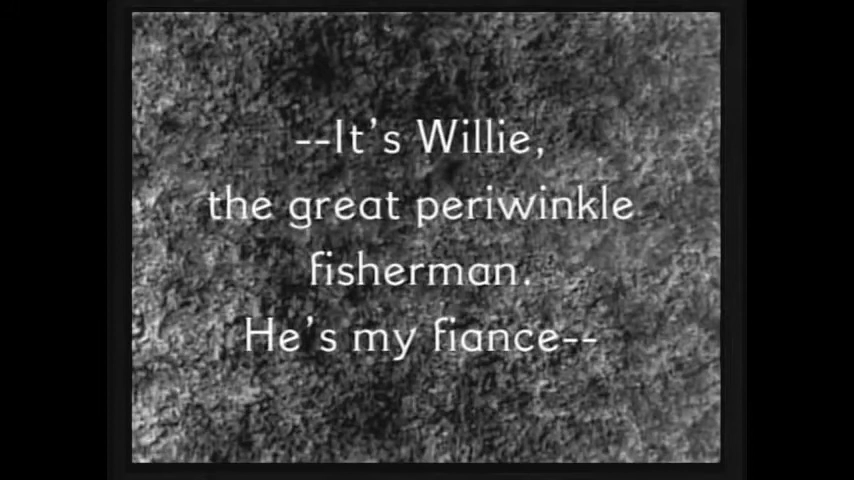 --It's Willie,
the great periwinkle
fisherman.
He's my fiance--